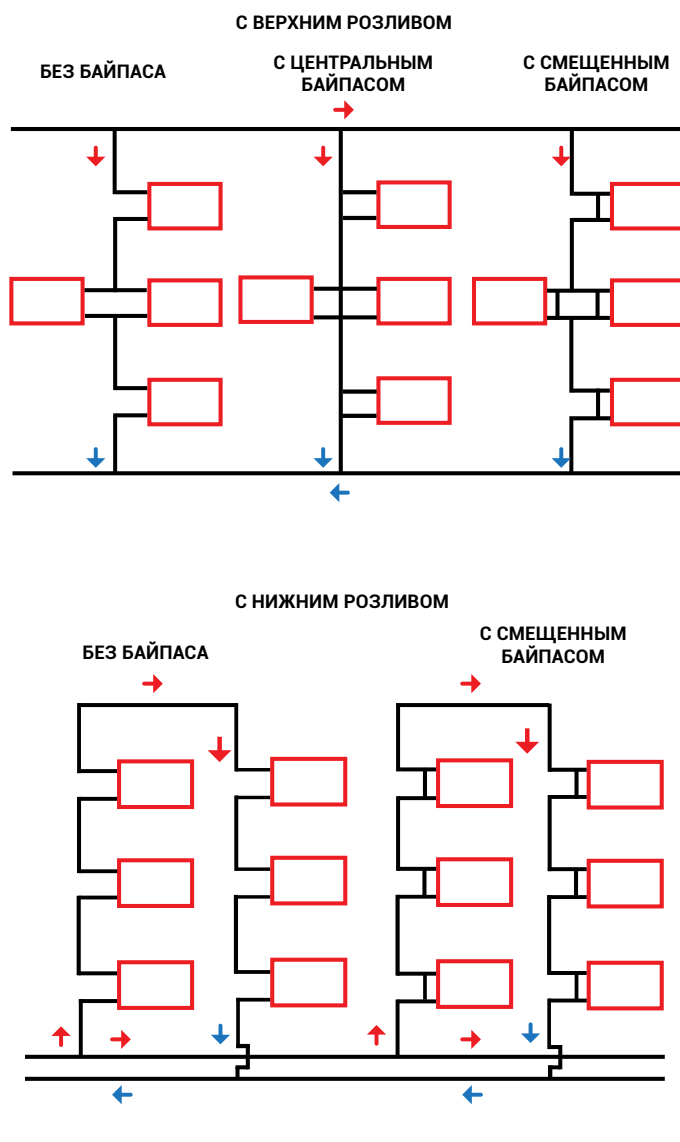 С ВЕРХНИМ РОЗЛИВОМ
БЕЗ БАЙПАСА
С ЦЕНТРАЛЬНЫМ
БАЙПАСОМ
С СМЕЩЕННЫМ
БАЙПАСОМ
С НИЖНИМ РОЗЛИВОМ
БЕЗ БАЙПАСА
С СМЕЩЕННЫМ
БАЙПАСОМ